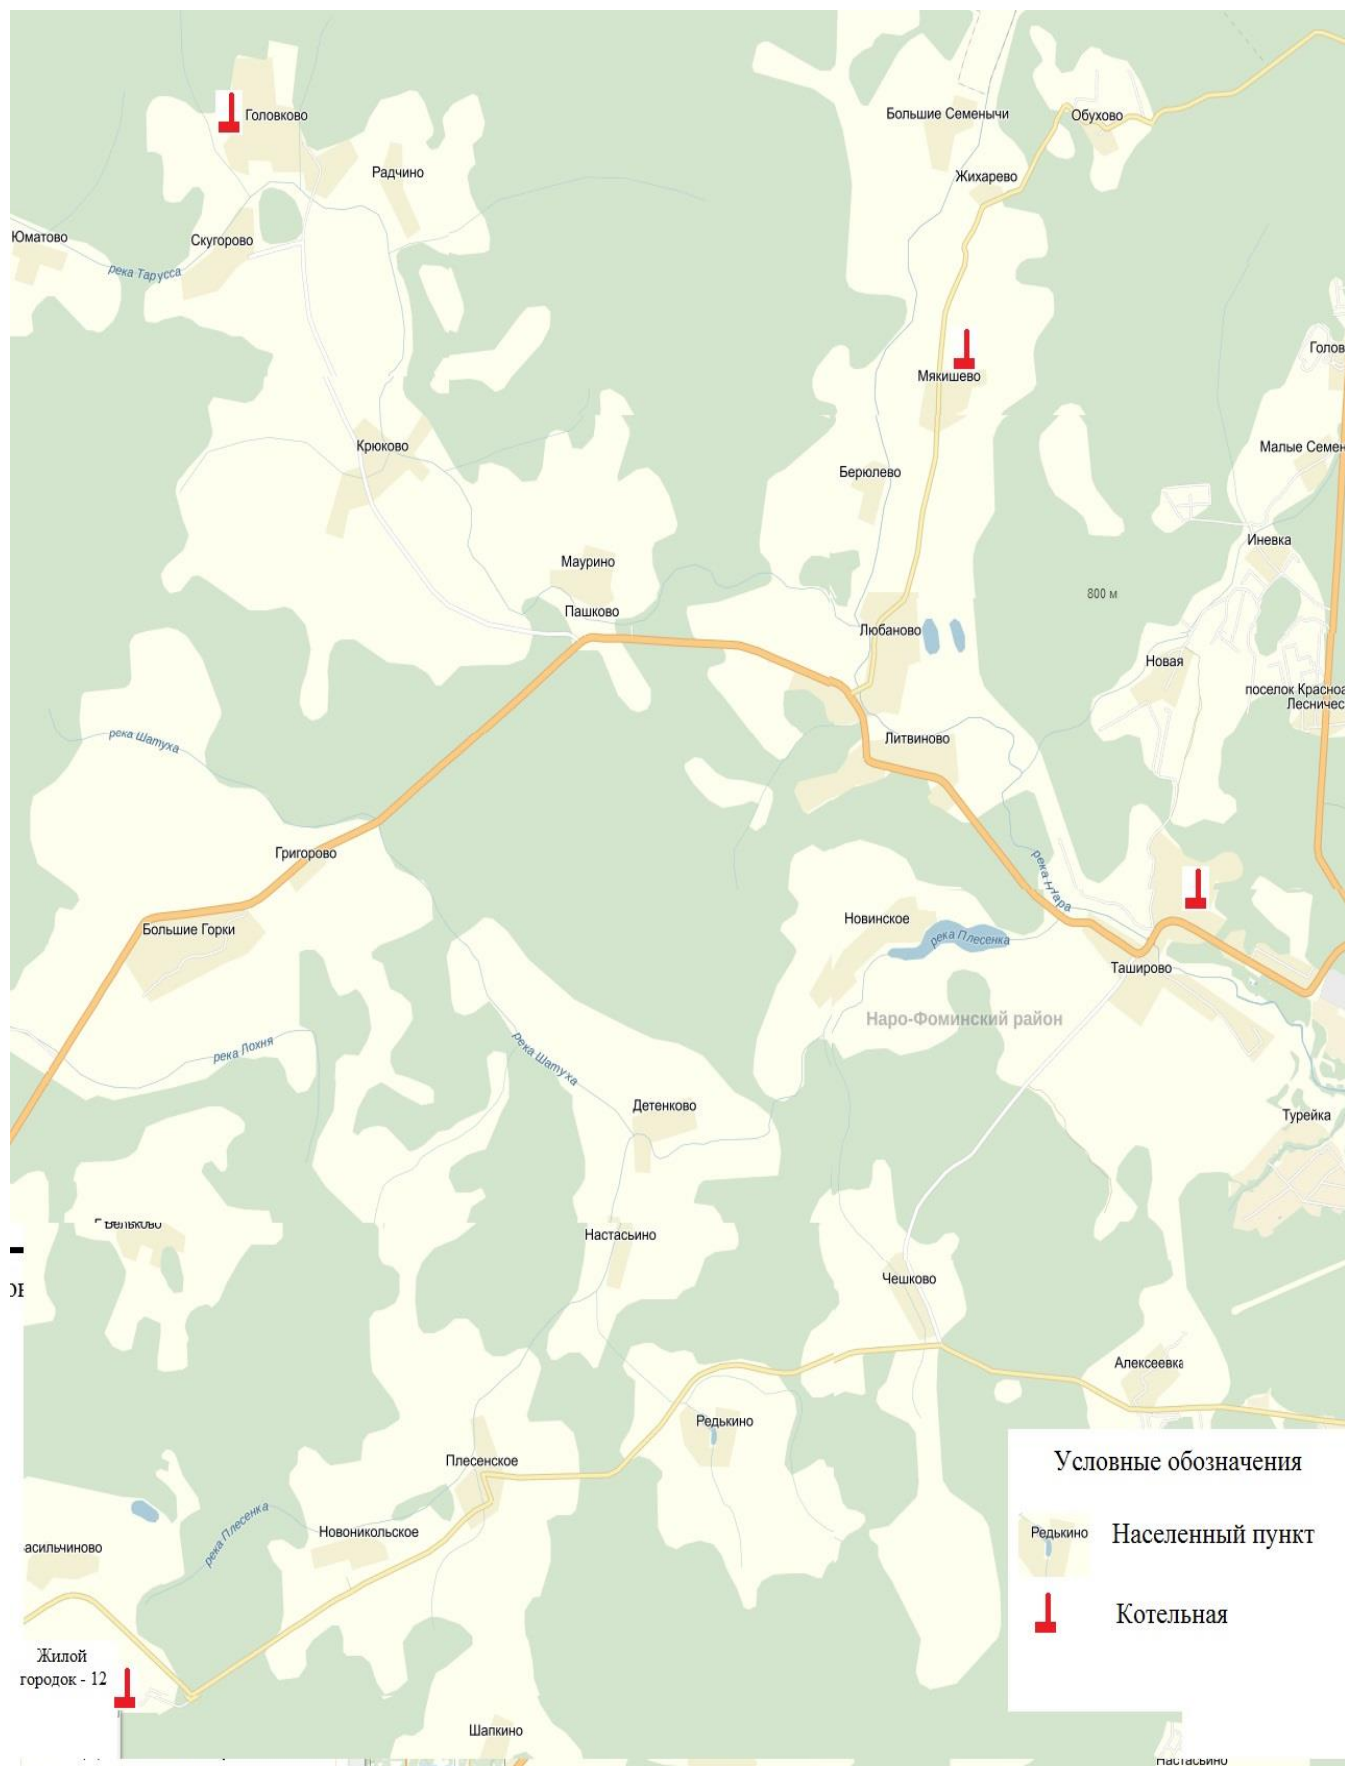 Большие Семенычи
Обухово
Головково
Радчино
Жихарево
Юматово
Скугорово
река Тарусса
Голов
Мякишево
Крюково
Малые Семен
Берюлево
Иневка
Маурино
800 м
Пашково
Любаново
Новая
поселок Красноа
Лесничес
река Шатуха
Литвиново
Григорово
река Нара
Новинское
Большие Горки
река Плесенка
Таширово
Наро-Фоминский район
река Лохня
река Шатуха
Детенково
Турейка
Настасьино
Чешково
Алексеевка
Редькино
Плесенское
Условные обозначения
река Плесенка
Новоникольское
Редькино
Населенный пункт
асильчиново
Котельная
Жилой
городок - 12
Шапкино
Настасьино